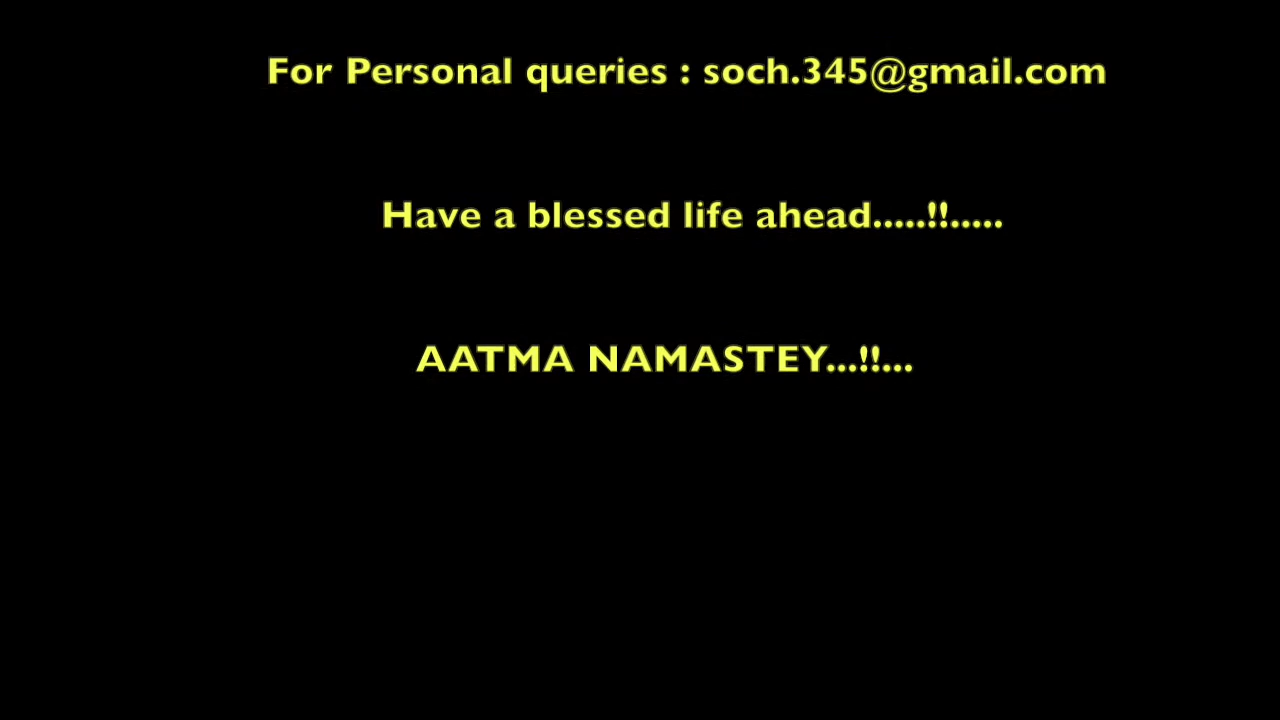 For Personal queries : soch.345@gmail.com
Have a blessed life ahead.....!!.....
AATMA NAMASTEY...!!...